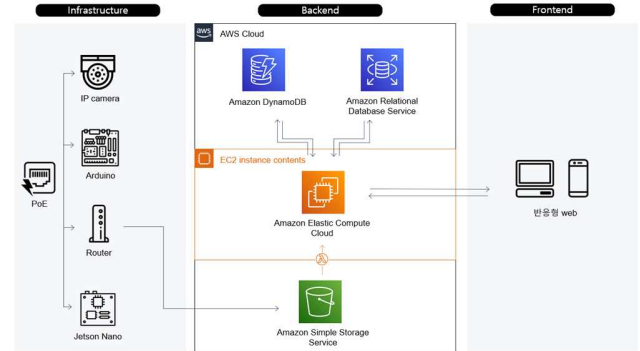 Infrastructure
Backend
Frontend
aws
AWS Cloud
IP camera
Amazon DynamoDB
Amazon Relational
Database Service
Arduino
EC2 instance contents
PoE
Amazon Elastic Compute
Cloud
반응형 web
Router
Jetson Nano
Amazon Simple Storage
Service